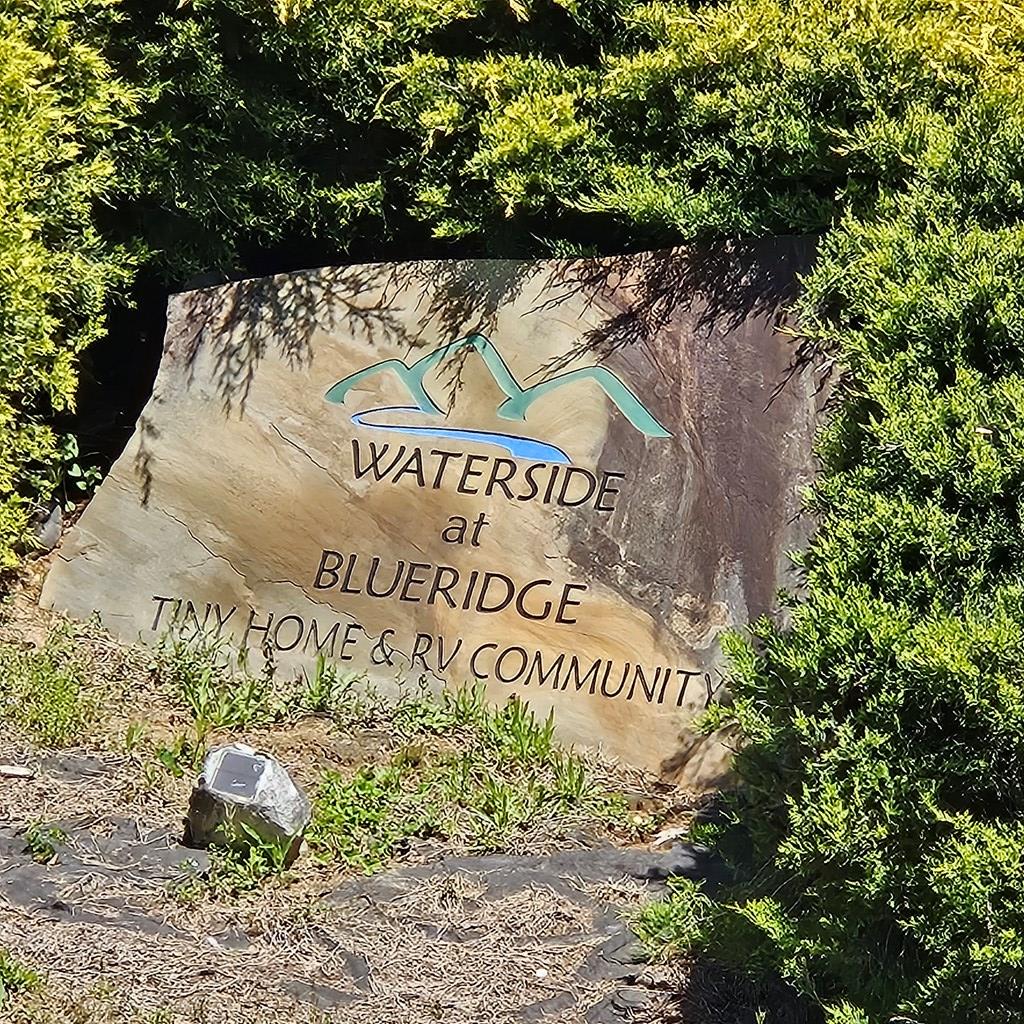 WATERSIDE
at
BLUERIDGE
TINY HOME & RV COMMUNITY